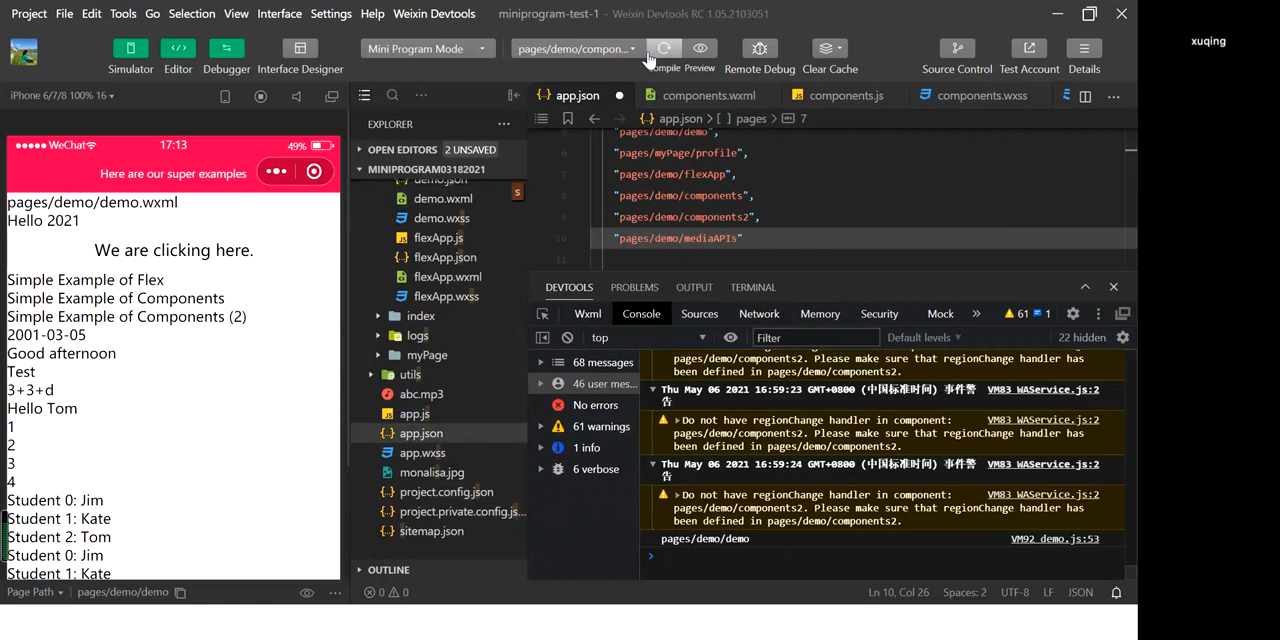 Project File Edit Tools Go Selection View Interface Settings Help Weixin Devtools miniprogram-test-1 - Weixin Devtools RC 1.05.2103051
xuqing
Mini Program Mode
pages/demo/compon...
Simulator Editor Debugger Interface Designer
Compile Preview Remote Debug Clear Cache
Source Control Test Account Details
iPhone 6/7/8 100% 16
app.json components.wxml components.js components.wxss
EXPLORER
app.json > [ ] pages > 7
OPEN EDITORS 2 UNSAVED
MINIPROGRAM03182021
demo.json
demo.wxml
demo.wxss
flexApp.js
flexApp.json
flexApp.wxml
flexApp.wxss
index
logs
myPage
utils
abc.mp3
app.js
app.json
app.wxss
monalisa.jpg
project.config.json
project.private.config.js...
sitemap.json
OUTLINE
s
WeChat 17:13 49%
Here are our super examples
pages/demo/demo.wxml
Hello 2021
We are clicking here.
Simple Example of Flex
Simple Example of Components
Simple Example of Components (2)
2001-03-05
Good afternoon
Test
3+3+d
Hello Tom
1
2
3
4
Student 0: Jim
Student 1: Kate
Student 2: Tom
Student 0: Jim
Student 1: Kate
"pages/demo/demo",
6 "pages/myPage/profile",
7 "pages/demo/flexApp",
8 "pages/demo/components",
9 "pages/demo/components2",
10 "pages/demo/mediaAPIs"
11
DEVTOOLS PROBLEMS OUTPUT TERMINAL
Wxml Console Sources Network Memory Security Mock » 61 1
top Filter Default levels 22 hidden
68 messages
46 user mes...
No errors
61 warnings
1 info
6 verbose
pages/demo/components2. Please make sure that regionChange handler has
been defined in pages/demo/components2.
Thu May 06 2021 16:59:23 GMT+0800 (中国标准时间) 事件警 VM83 WAService.js:2
告
Do not have regionChange handler in component: VM83 WAService.js:2
pages/demo/components2. Please make sure that regionChange handler has
been defined in pages/demo/components2.
Thu May 06 2021 16:59:24 GMT+0800 (中国标准时间) 事件警 VM83 WAService.js:2
告
Do not have regionChange handler in component: VM83 WAService.js:2
pages/demo/components2. Please make sure that regionChange handler has
been defined in pages/demo/components2.
pages/demo/demo VM92 demo.js:53
>
Page Path pages/demo/demo
0 0
Ln 10, Col 26 Spaces: 2 UTF-8 LF JSON